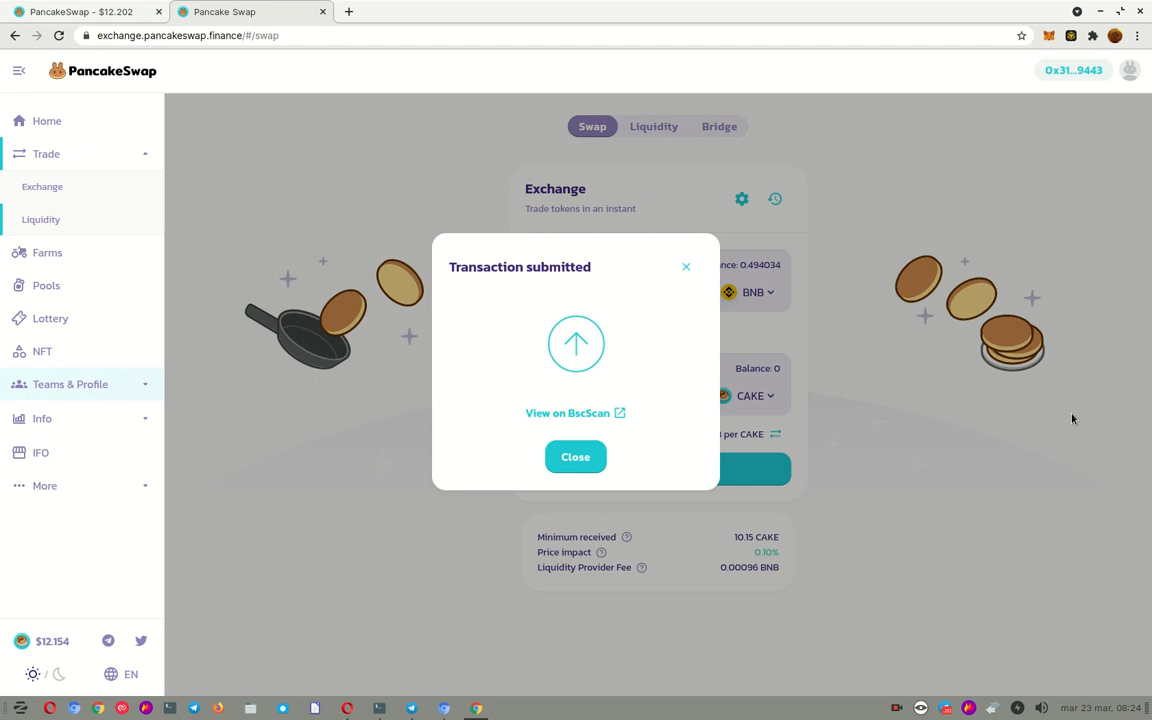 PancakeSwap - $12.202
Pancake Swap
exchange.pancakeswap.finance/#/swap
PancakeSwap
0x31...9443
Home
Trade
Exchange
Liquidity
Farms
Pools
Lottery
NFT
Teams & Profile
Info
IFO
More
$12.154
/
EN
Swap
Liquidity
Bridge
Exchange
Trade tokens in an instant
0.494034
BNB
Balance: 0
CAKE
per CAKE
Transaction submitted
View on BscScan
Close
Minimum received
10.15 CAKE
Price impact
0.10%
Liquidity Provider Fee
0.00096 BNB
mar 23 mar, 08:24